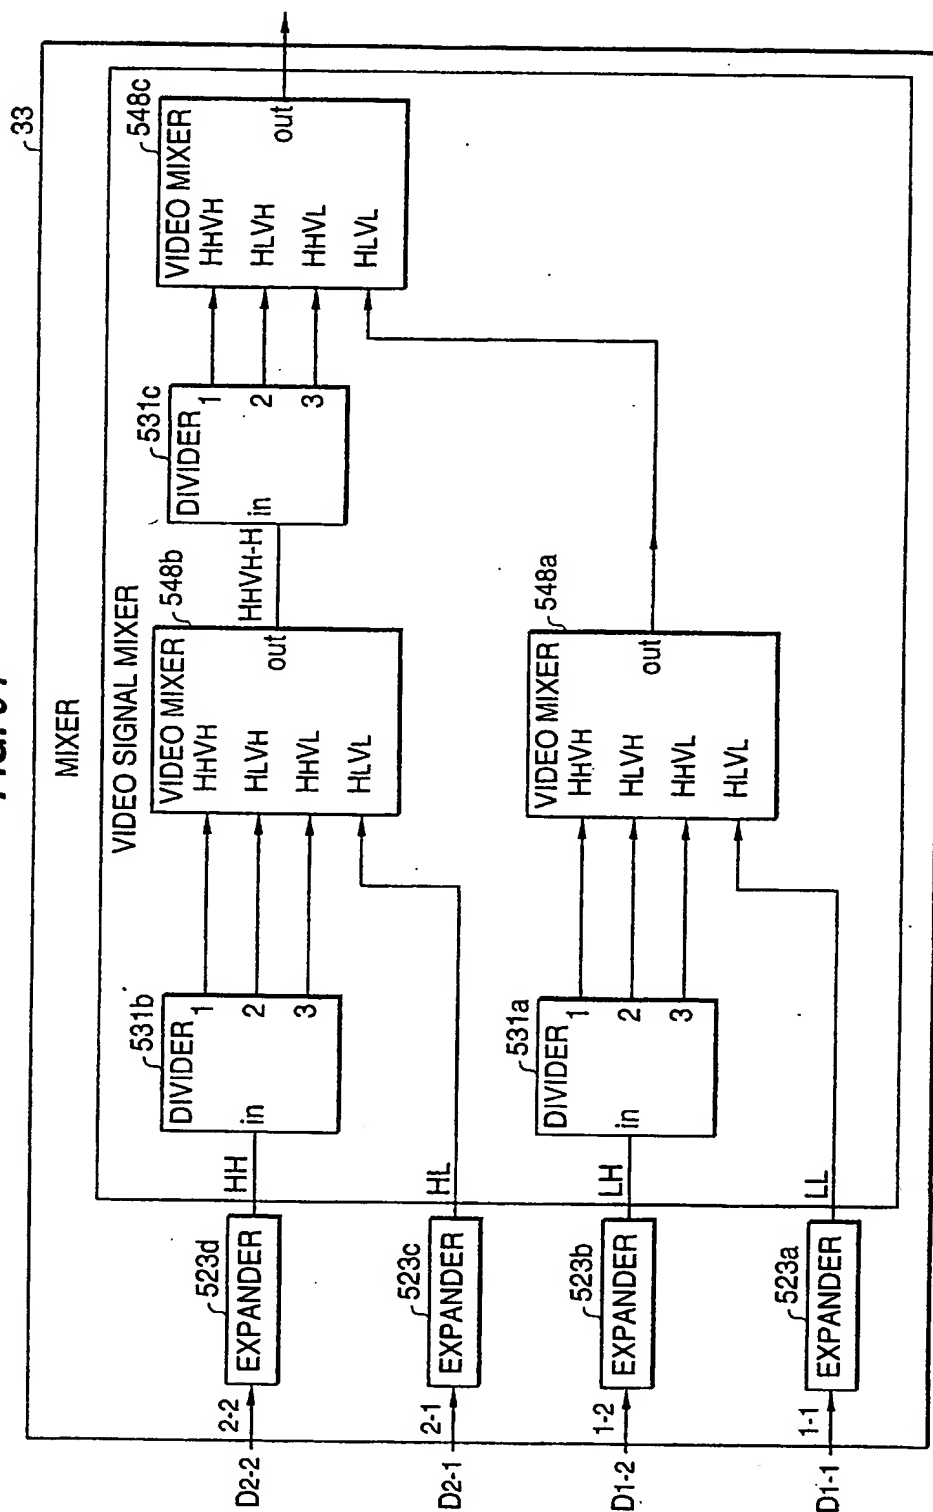 33
MIXER
VIDEO SIGNAL MIXER
D2-2
2-2
523d
EXPANDER
HH
531b
DIVIDER
in
1
2
3
548b
VIDEO MIXER
HHVH
HLVH
HHVL
HLVL
out
HHVH-H
531c
DIVIDER
in
1
2
3
548c
VIDEO MIXER
HHVH
HLVH
HHVL
HLVL
out
D2-1
2-1
523c
EXPANDER
HL
D1-2
1-2
523b
EXPANDER
LH
531a
DIVIDER
in
1
2
3
548a
VIDEO MIXER
HHVH
HLVH
HHVL
HLVL
out
D1-1
1-1
523a
EXPANDER
LL